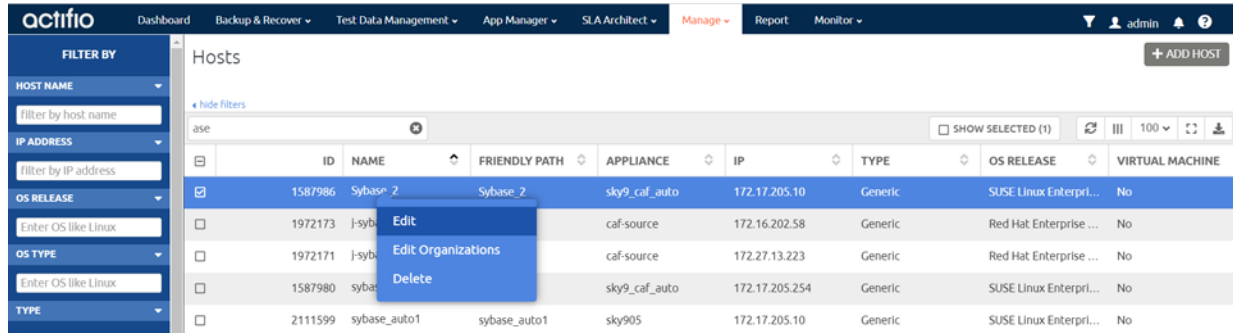 actifio Dashboard Backup & Recover Test Data Management App Manager SLA Architect Manage Report Monitor admin
FILTER BY
HOST NAME
filter by host name
IP ADDRESS
filter by IP address
OS RELEASE
Enter OS like Linux
OS TYPE
Enter OS like Linux
TYPE
Hosts
+ ADD HOST
hide filters
ase SHOW SELECTED (1) 100
ID NAME FRIENDLY PATH APPLIANCE IP TYPE OS RELEASE VIRTUAL MACHINE
1587986 Sybase_2 Sybase_2 sky9_caf_auto 172.17.205.10 Generic SUSE Linux Enterpri... No
1972173 caf-source 172.16.202.58 Generic Red Hat Enterprise ... No
1972171 caf-source 172.27.13.223 Generic Red Hat Enterprise ... No
1587980 sky9_caf_auto 172.17.205.254 Generic SUSE Linux Enterpri... No
2111599 sybase_auto1 sybase_auto1 sky905 172.17.205.10 Generic SUSE Linux Enterpri... No
Edit
Edit Organizations
Delete